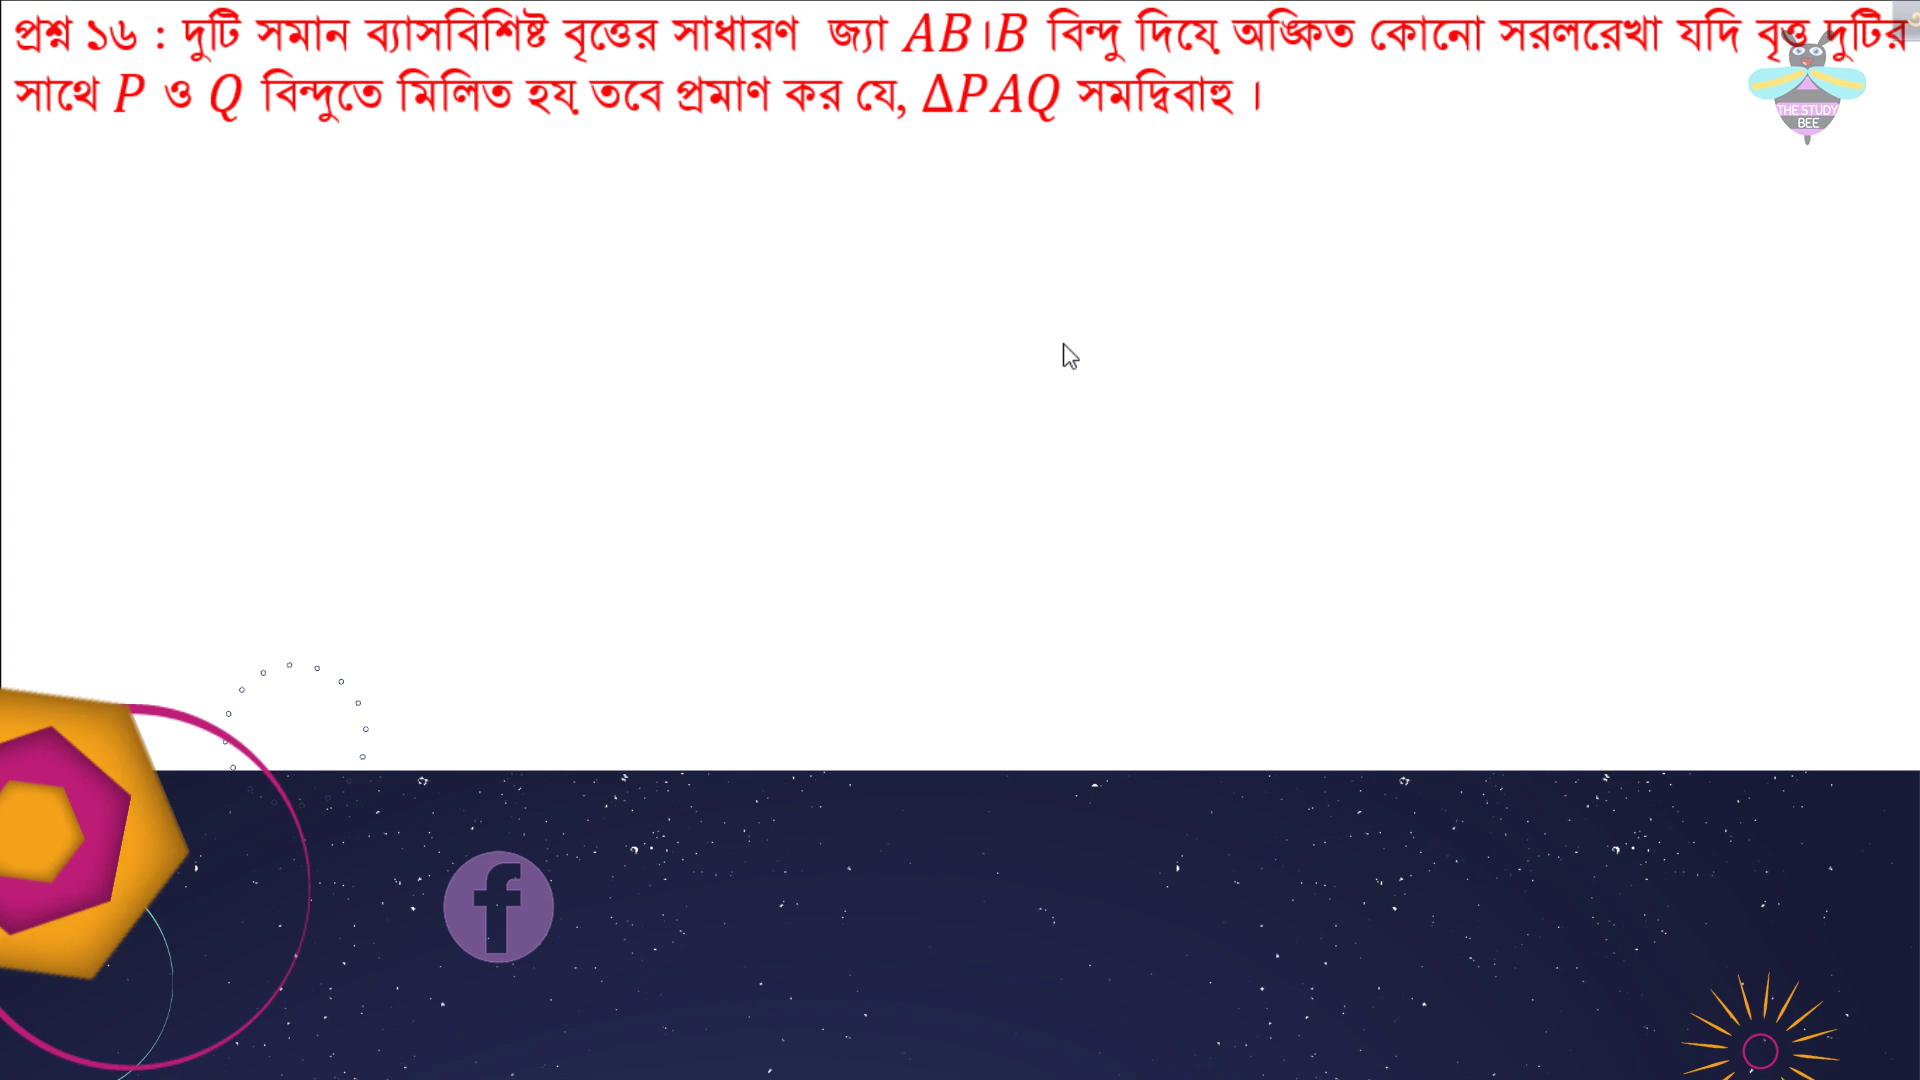 প্রশ্ন ১৬ : দুটি সমান ব্যাসবিশিষ্ট বৃত্তের সাধারণ জ্যা AB।B বিন্দু দিয়ে অঙ্কিত কোনো সরলরেখা যদি বৃত্ত দুটির
সাথে P ও Q বিন্দুতে মিলিত হয় তবে প্রমাণ কর যে, ΔPAQ সমদ্বিবাহু ।
THE STUDY
BEE
f